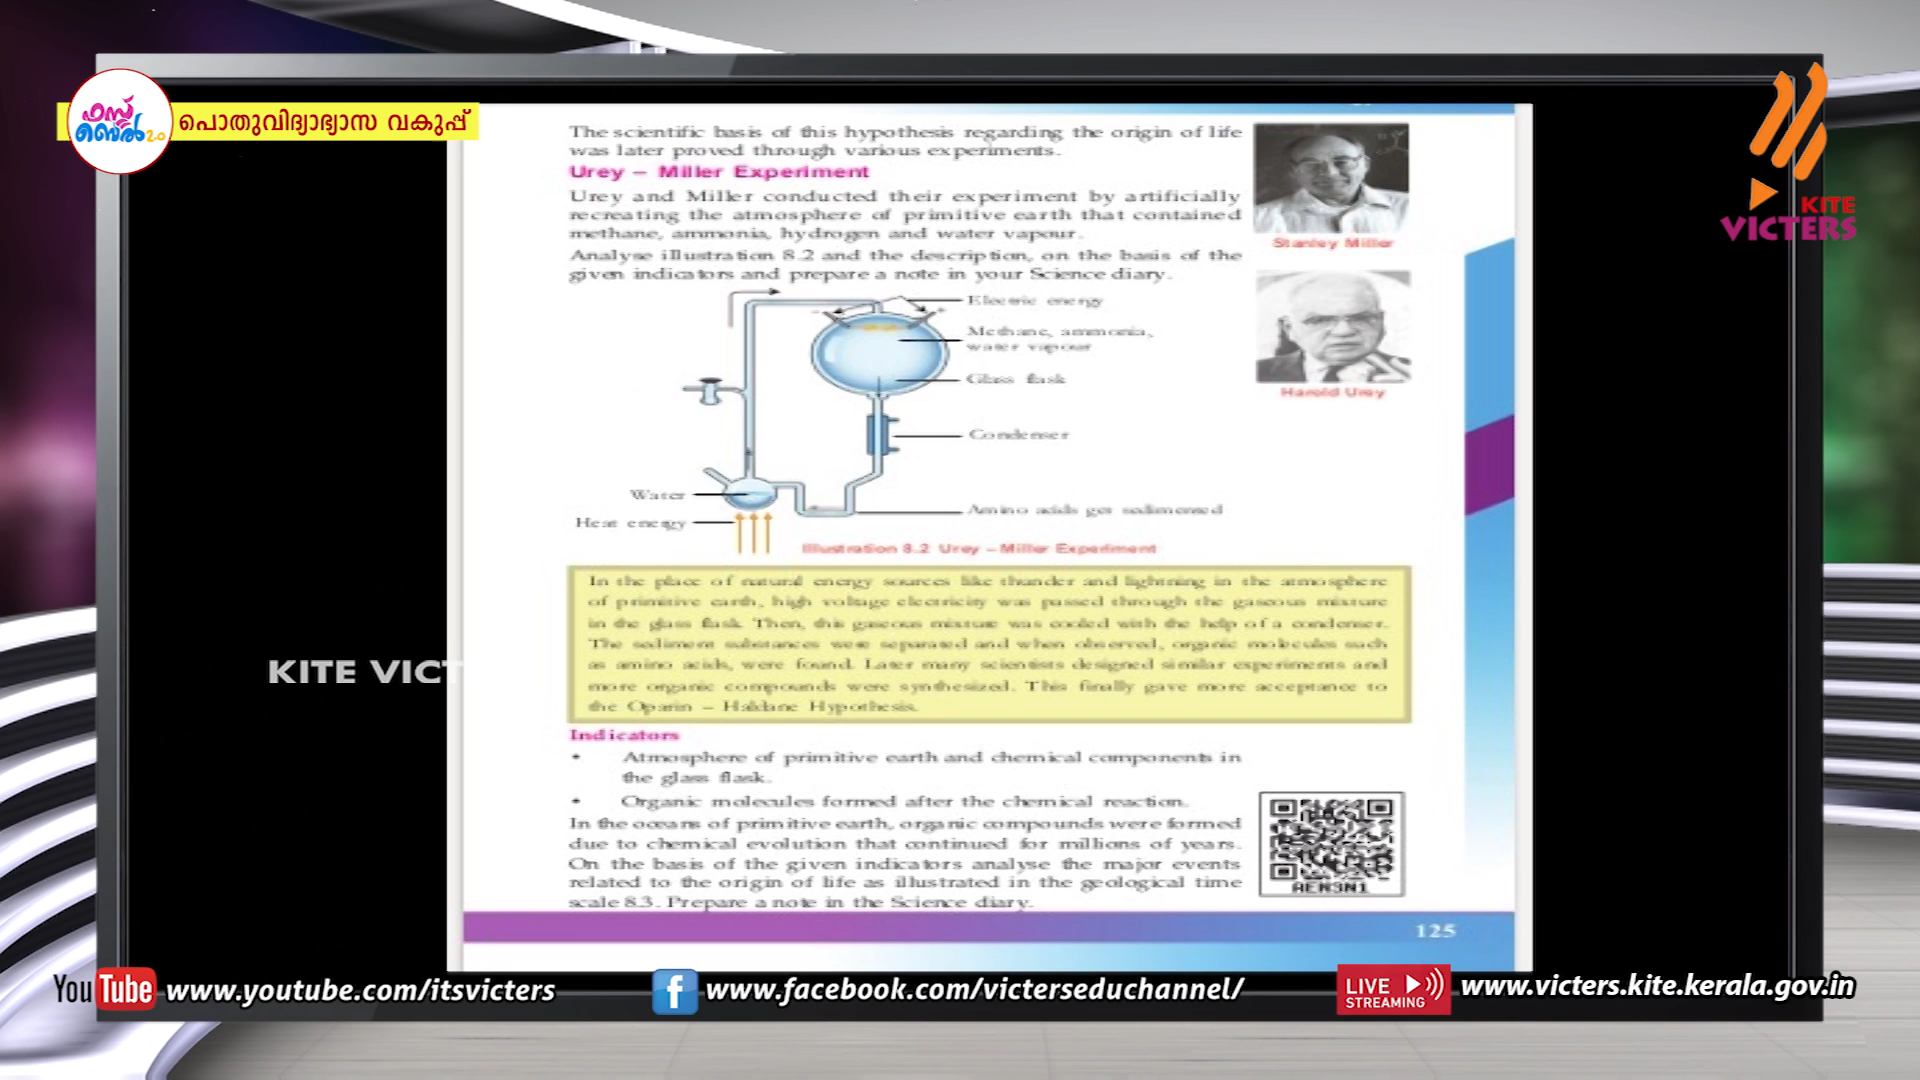 ഫസ്റ്റ്
ബെൽ 2.0
പൊതുവിദ്യാഭ്യാസ വകുപ്പ്
KITE
VICTERS
The scientific basis of this hypothesis regarding the origin of life
was later proved through various experiments.
Urey – Miller Experiment
Urey and Miller conducted their experiment by artificially
recreating the atmosphere of primitive earth that contained
methane, ammonia, hydrogen and water vapour.
Analyse illustration 8.2 and the description, on the basis of the
given indicators and prepare a note in your Science diary.
Stanley Miller
Harold Urey
Electric energy
Methane, ammonia,
water vapour
Glass flask
Condenser
Water
Heat energy
Amino acids get sedimented
Illustration 8.2 Urey – Miller Experiment
In the place of natural energy sources like thunder and lightning in the atmosphere
of primitive earth, high voltage electricity was passed through the gaseous mixture
in the glass flask. Then, this gaseous mixture was cooled with the help of a condenser.
The sediment substances were separated and when observed, organic molecules such
as amino acids, were found. Later many scientists designed similar experiments and
more organic compounds were synthesized. This finally gave more acceptance to
the Oparin – Haldane Hypothesis.
KITE VICT
Indicators
• Atmosphere of primitive earth and chemical components in
the glass flask.
• Organic molecules formed after the chemical reaction.
In the oceans of primitive earth, organic compounds were formed
due to chemical evolution that continued for millions of years.
On the basis of the given indicators analyse the major events
related to the origin of life as illustrated in the geological time
scale 8.3. Prepare a note in the Science diary.
AEN3N1
125
YouTube www.youtube.com/itsvicters
f www.facebook.com/victerseduchannel/
LIVE STREAMING www.victers.kite.kerala.gov.in